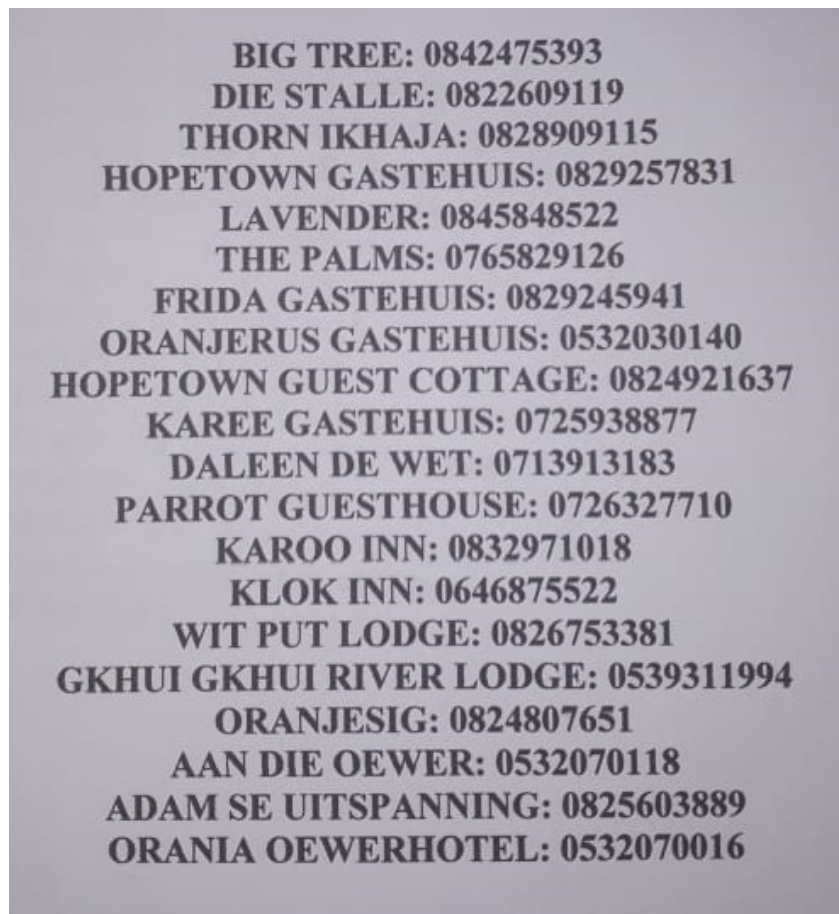 BIG TREE: 0842475393
DIE STALLE: 0822609119
THORN IKHAJA: 0828909115
HOPETOWN GASTEHUIS: 0829257831
LAVENDER: 0845848522
THE PALMS: 0765829126
FRIDA GASTEHUIS: 0829245941
ORANJERUS GASTEHUIS: 0532030140
HOPETOWN GUEST COTTAGE: 0824921637
KAREE GASTEHUIS: 0725938877
DALEEN DE WET: 0713913183
PARROT GUESTHOUSE: 0726327710
KAROO INN: 0832971018
KLOK INN: 0646875522
WIT PUT LODGE: 0826753381
GKHUI GKHUI RIVER LODGE: 0539311994
ORANJESIG: 0824807651
AAN DIE OEWER: 0532070118
ADAM SE UITSPANNING: 0825603889
ORANIA OEWERHOTEL: 0532070016